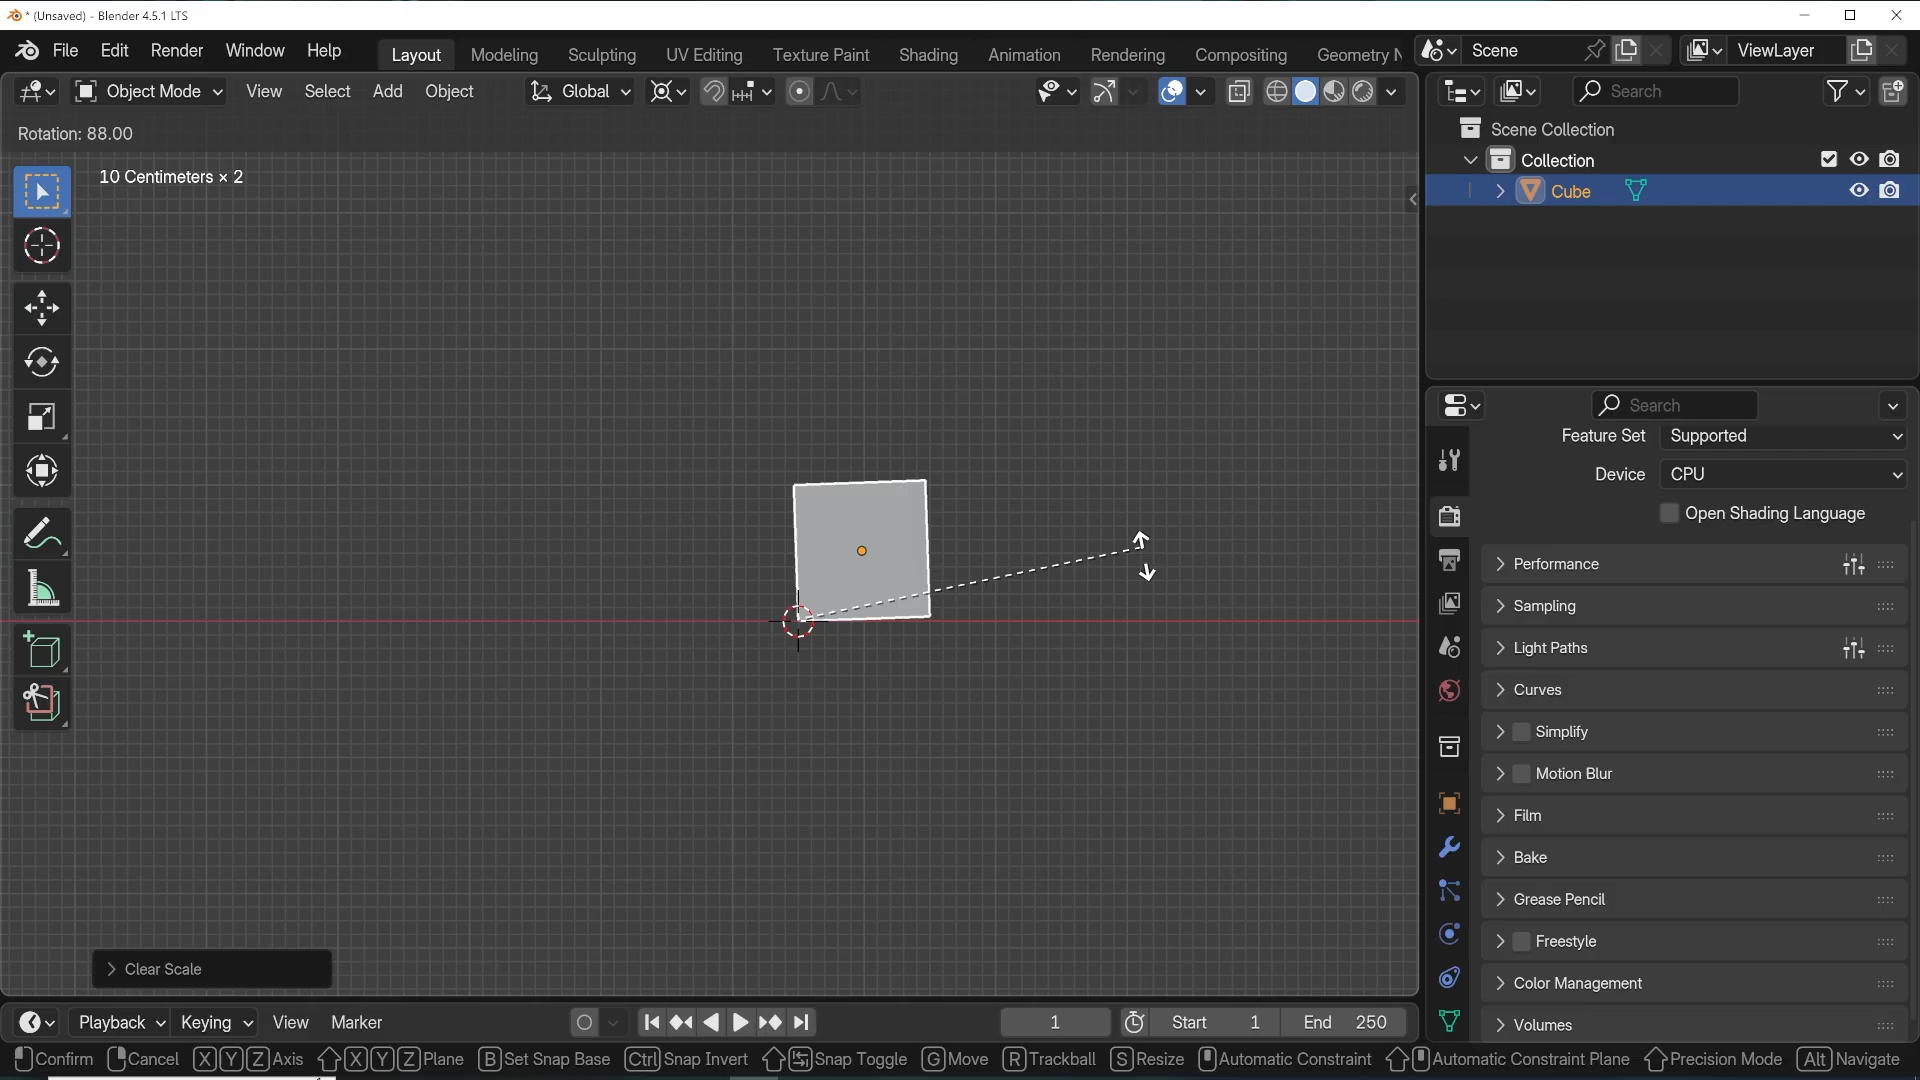 * (Unsaved) - Blender 4.5.1 LTS
File Edit Render Window Help Layout Modeling Sculpting UV Editing Texture Paint Shading Animation Rendering Compositing Geometry N Scene ViewLayer
Object Mode View Select Add Object Global Search
Rotation: 88.00
Scene Collection
Collection
10 Centimeters × 2
Cube
Search
Feature Set Supported
Device CPU
Open Shading Language
Performance
Sampling
Light Paths
Curves
Simplify
Motion Blur
Film
Bake
Grease Pencil
Freestyle
Clear Scale
Color Management
Playback Keying View Marker 1 Start 1 End 250
Volumes
Confirm Cancel X Y Z Axis X Y Z Plane B Set Snap Base Ctrl Snap Invert Snap Toggle G Move R Trackball S Resize Automatic Constraint Automatic Constraint Plane Precision Mode Alt Navigate